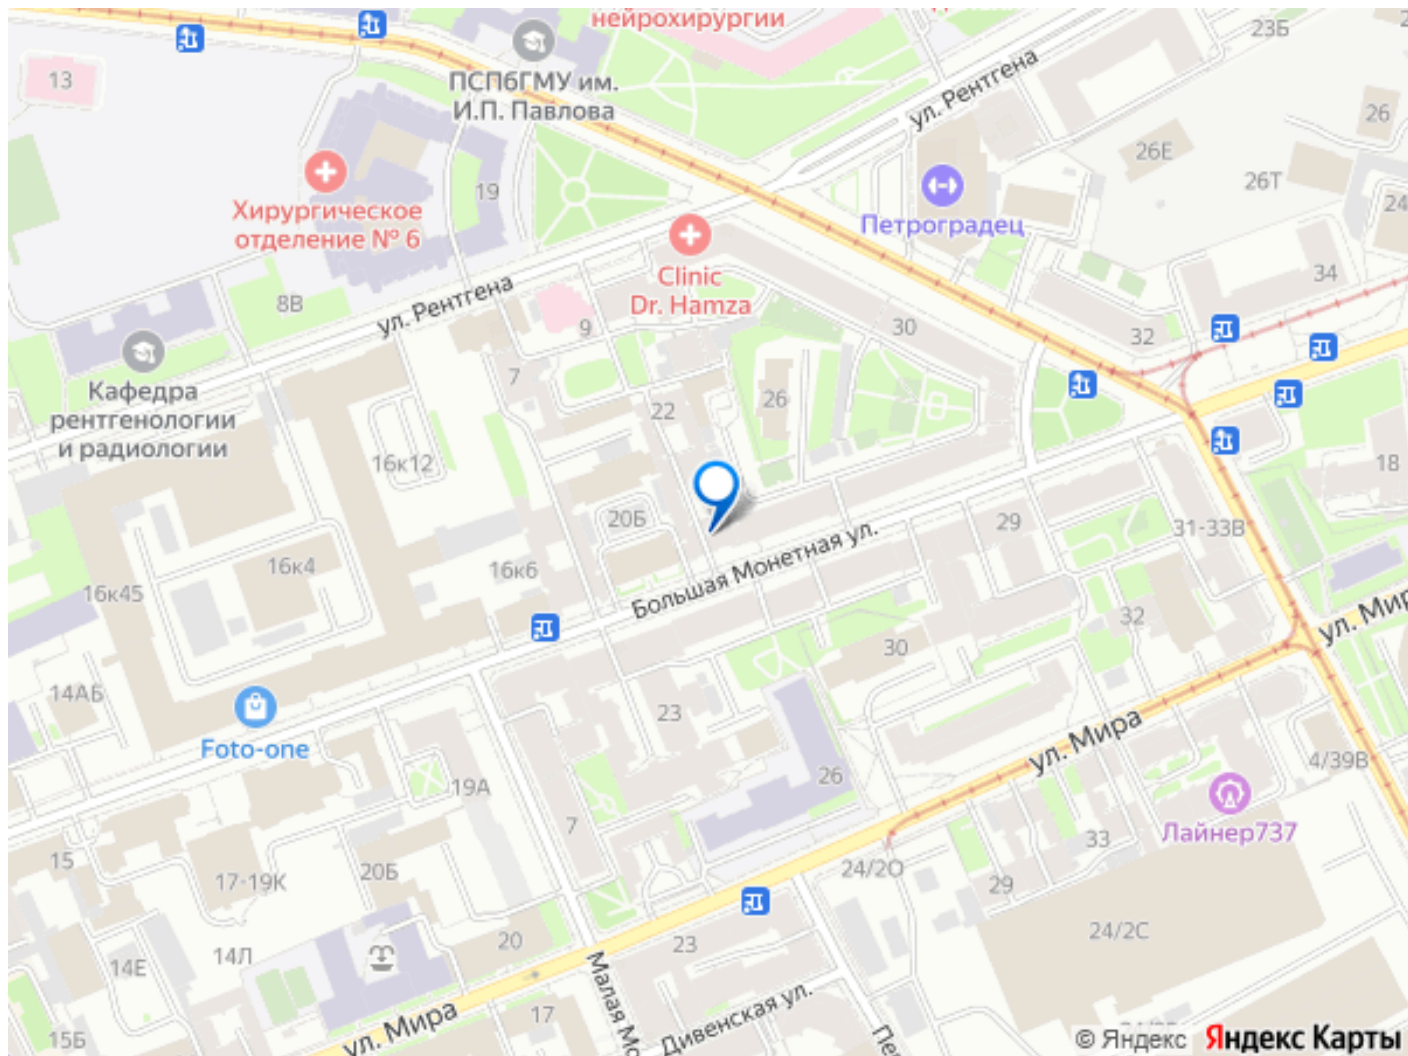 нейрохирургии
23Б
13
ПСПбГМУ им.
И.П. Павлова
ул. Рентгена
26
26Е
26Т
24
19
Хирургическое
отделение № 6
Петроградец
Clinic
Dr. Hamza
34
8В
ул. Рентгена
9
30
32
7
Кафедра
рентгенологии
и радиологии
22
26
16к12
18
20Б
29
31-33В
16к4
16к6
16к45
Большая Монетная ул.
32
ул. Мир
30
14АБ
23
Foto-one
ул. Мира
4/39В
19А
26
Лайнер737
7
33
15
17-19К
20Б
24/2О
29
24/2С
20
23
14Е
14Л
Малая Мо
Дивенская ул.
17
15Б
ул. Мира
Пес
© Яндекс Яндекс Карты